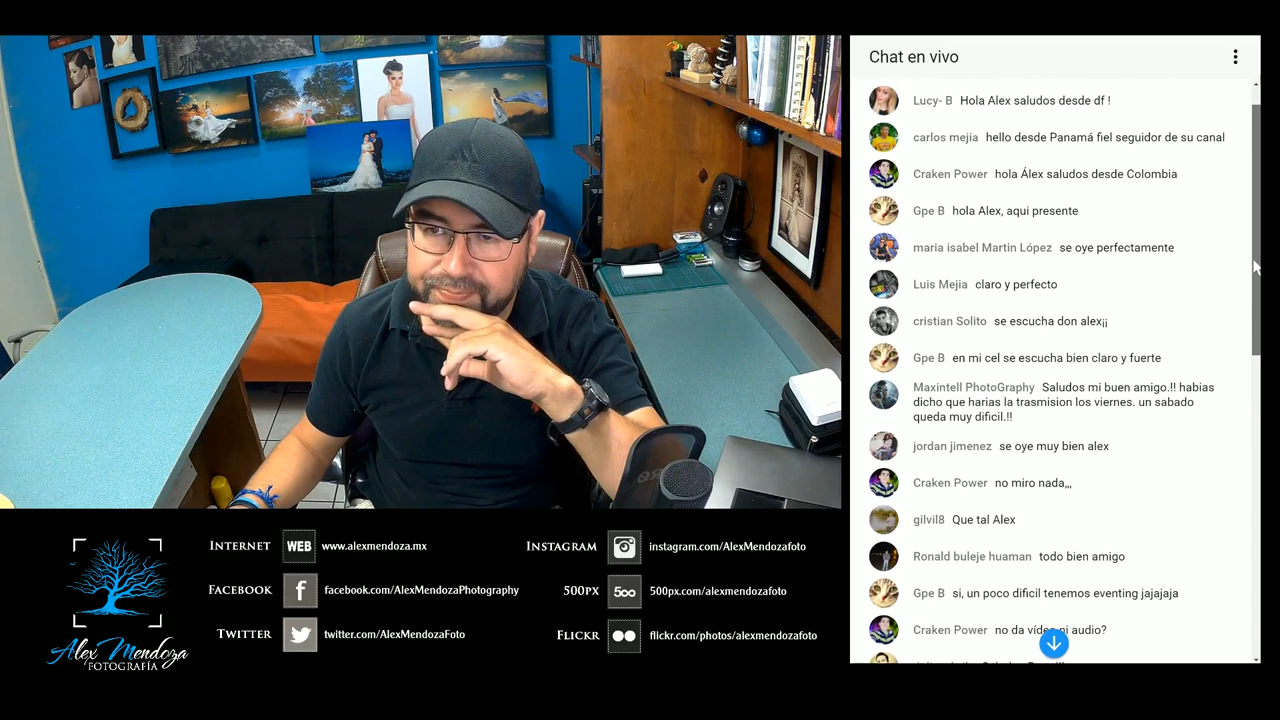 Chat en vivo
Lucy- B Hola Alex saludos desde df !
carlos mejia hello desde Panamá fiel seguidor de su canal
Craken Power hola Álex saludos desde Colombia
Gpe B hola Alex, aqui presente
maria isabel Martin López se oye perfectamente
Luis Mejia claro y perfecto
cristian Solito se escucha don alex¡¡
Gpe B en mi cel se escucha bien claro y fuerte
Maxintell PhotoGraphy Saludos mi buen amigo.!! habias
dicho que harias la trasmision los viernes. un sabado
queda muy dificil.!!
jordan jimenez se oye muy bien alex
Craken Power no miro nada,,,
gilvil8 Que tal Alex
Ronald buleje huaman todo bien amigo
Gpe B si, un poco dificil tenemos eventing jajajaja
Craken Power no da vídeo ni audio?
Internet WEB www.alexmendoza.mx
Facebook f facebook.com/AlexMendozaPhotography
Twitter twitter.com/AlexMendozaFoto
Instagram instagram.com/AlexMendozafoto
500px 500 500px.com/alexmendozafoto
Flickr flickr.com/photos/alexmendozafoto
Alex Mendoza
FOTOGRAFÍA